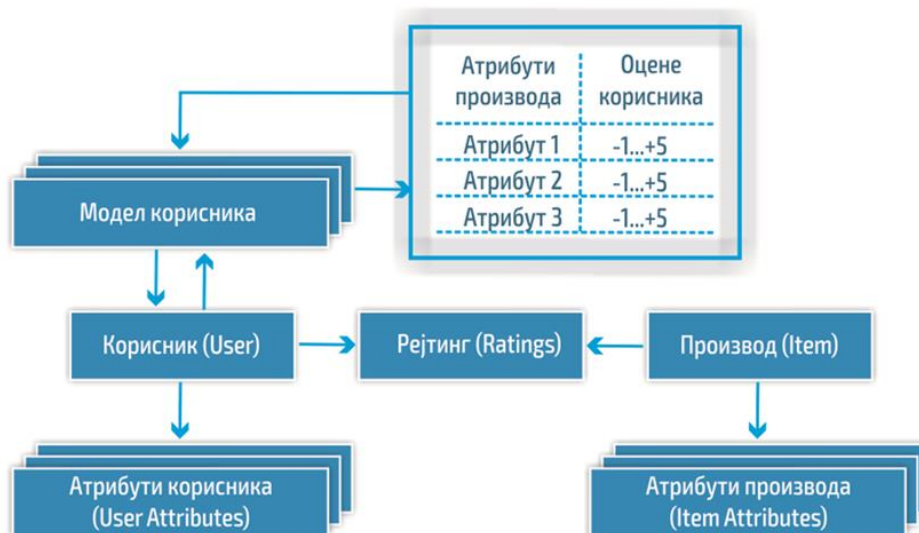 Атрибути
производа
Оцене
корисника
Атрибут 1
-1...+5
Атрибут 2
-1...+5
Атрибут 3
-1...+5
Модел корисника
Корисник (User)
Рејтинг (Ratings)
Производ (Item)
Атрибути корисника
(User Attributes)
Атрибути производа
(Item Attributes)